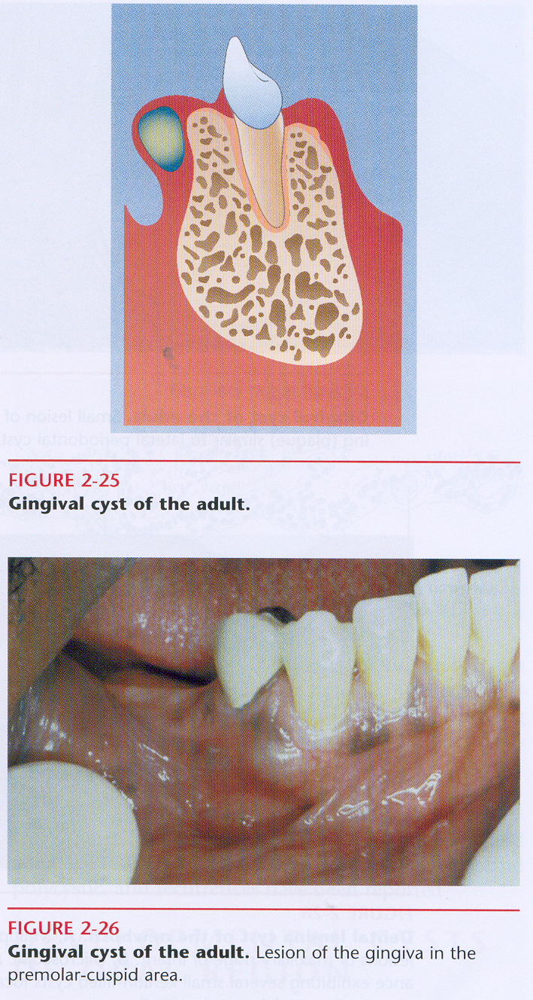 FIGURE 2-25
Gingival cyst of the adult.
FIGURE 2-26
Gingival cyst of the adult. Lesion of the gingiva in the
premolar-cuspid area.